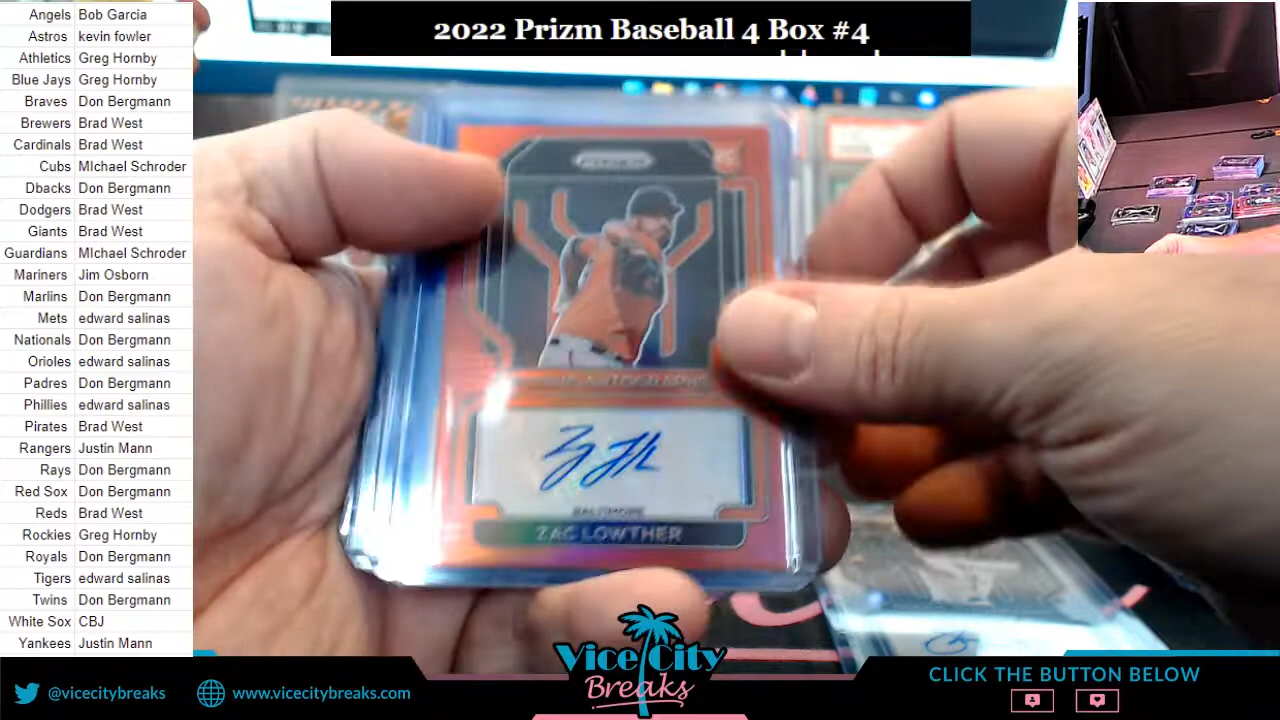 2022 Prizm Baseball 4 Box #4
Angels Bob Garcia
Astros kevin fowler
Athletics Greg Hornby
Blue Jays Greg Hornby
Braves Don Bergmann
Brewers Brad West
Cardinals Brad West
Cubs MIchael Schroder
Dbacks Don Bergmann
Dodgers Brad West
Giants Brad West
Guardians MIchael Schroder
Mariners Jim Osborn
Marlins Don Bergmann
Mets edward salinas
Nationals Don Bergmann
Orioles edward salinas
Padres Don Bergmann
Phillies edward salinas
Pirates Brad West
Rangers Justin Mann
Rays Don Bergmann
Red Sox Don Bergmann
Reds Brad West
Rockies Greg Hornby
Royals Don Bergmann
Tigers edward salinas
Twins Don Bergmann
White Sox CBJ
Yankees Justin Mann
PRIZM
RC
AUTOGRAPHS
BALTIMORE
ZAC LOWTHER
@vicecitybreaks
www.vicecitybreaks.com
Vice City
Breaks
CLICK THE BUTTON BELOW